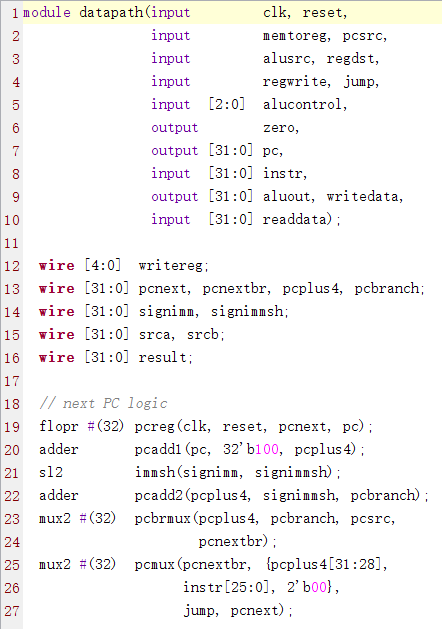 1 module datapath(input          clk, reset,
2                 input          memtoreg, pcsrc,
3                 input          alusrc, regdst,
4                 input          regwrite, jump,
5                 input  [2:0]  alucontrol,
6                 output         zero,
7                 output [31:0] pc,
8                 input  [31:0] instr,
9                 output [31:0] aluout, writedata,
10                input  [31:0] readdata);
11
12  wire [4:0]  writereg;
13  wire [31:0] pcnext, pcnextbr, pcplus4, pcbranch;
14  wire [31:0] signimm, signimmsh;
15  wire [31:0] srca, srcb;
16  wire [31:0] result;
17
18  // next PC logic
19  flopr #(32) pcreg(clk, reset, pcnext, pc);
20  adder       pcadd1(pc, 32'b100, pcplus4);
21  sl2         immsh(signimm, signimmsh);
22  adder       pcadd2(pcplus4, signimmsh, pcbranch);
23  mux2 #(32)  pcbrmux(pcplus4, pcbranch, pcsrc,
24                      pcnextbr);
25  mux2 #(32)  pcmux(pcnextbr, {pcplus4[31:28],
26                    instr[25:0], 2'b00},
27                    jump, pcnext);